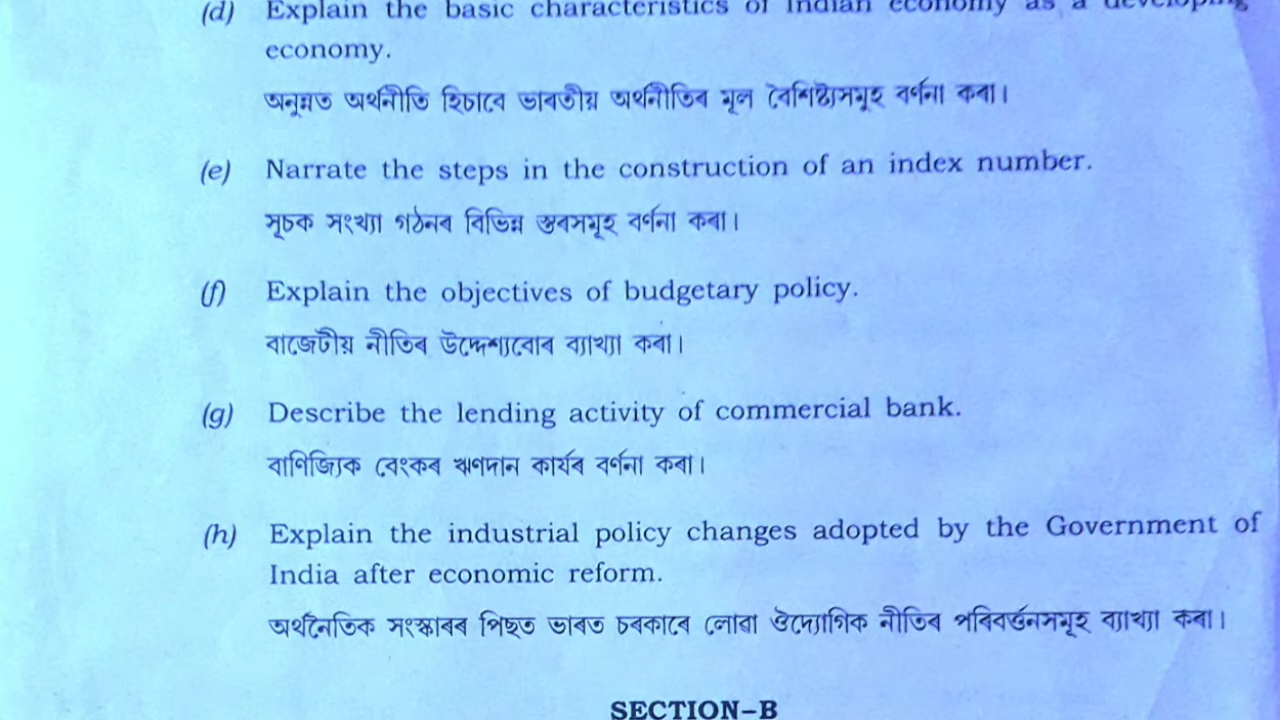 (d) Explain the basic characteristics of Indian economy as a developing
economy.
অনুন্নত অৰ্থনীতি হিচাবে ভাৰতীয় অৰ্থনীতিৰ মূল বৈশিষ্ট্যসমূহ বৰ্ণনা কৰা।
(e) Narrate the steps in the construction of an index number.
সূচক সংখ্যা গঠনৰ বিভিন্ন স্তৰসমূহ বৰ্ণনা কৰা।
(f) Explain the objectives of budgetary policy.
বাজেটীয় নীতিৰ উদ্দেশ্যবোৰ ব্যাখ্যা কৰা।
(g) Describe the lending activity of commercial bank.
বাণিজ্যিক বেংকৰ ঋণদান কাৰ্যৰ বৰ্ণনা কৰা।
(h) Explain the industrial policy changes adopted by the Government of
India after economic reform.
অৰ্থনৈতিক সংস্কাৰৰ পিছত ভাৰত চৰকাৰে লোৱা ঔদ্যোগিক নীতিৰ পৰিবৰ্ত্তনসমূহ ব্যাখ্যা কৰা।
SECTION–B